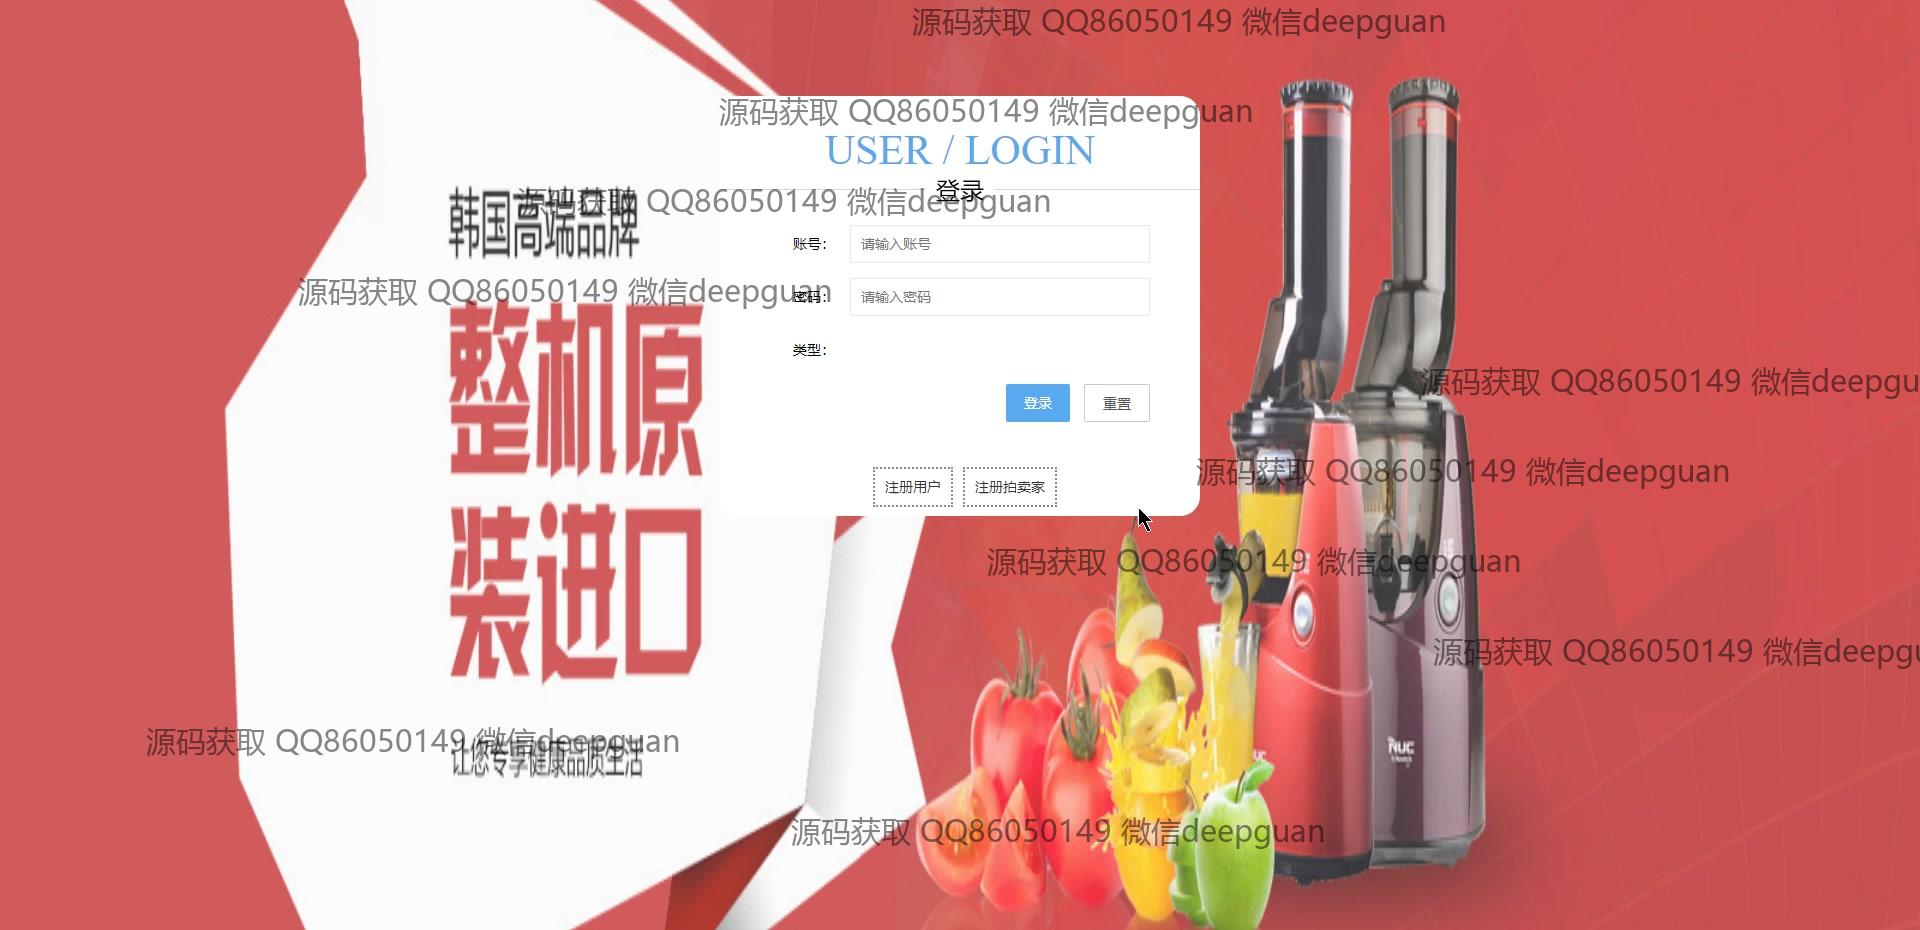 源码获取 QQ86050149 微信deepguan
源码获取 QQ86050149 微信deepguan
USER / LOGIN
登录
源码获取 QQ86050149 微信deepguan
韩国高端品牌
账号：
请输入账号
源码获取 QQ86050149 微信deepguan
密码：
请输入密码
整机原
装进口
类型：
源码获取 QQ86050149 微信deepgu
登录
重置
源码获取 QQ86050149 微信deepguan
注册用户
注册拍卖家
源码获取 QQ86050149 微信deepguan
源码获取 QQ86050149 微信deepgu
源码获取 QQ86050149 微信deepguan
让您专享健康品质生活
NUC
源码获取 QQ86050149 微信deepguan